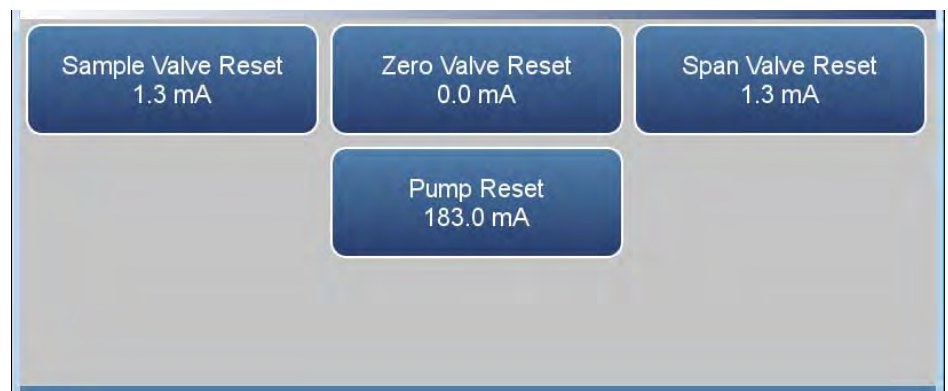 Sample Valve Reset
1.3 mA
Zero Valve Reset
0.0 mA
Span Valve Reset
1.3 mA
Pump Reset
183.0 mA